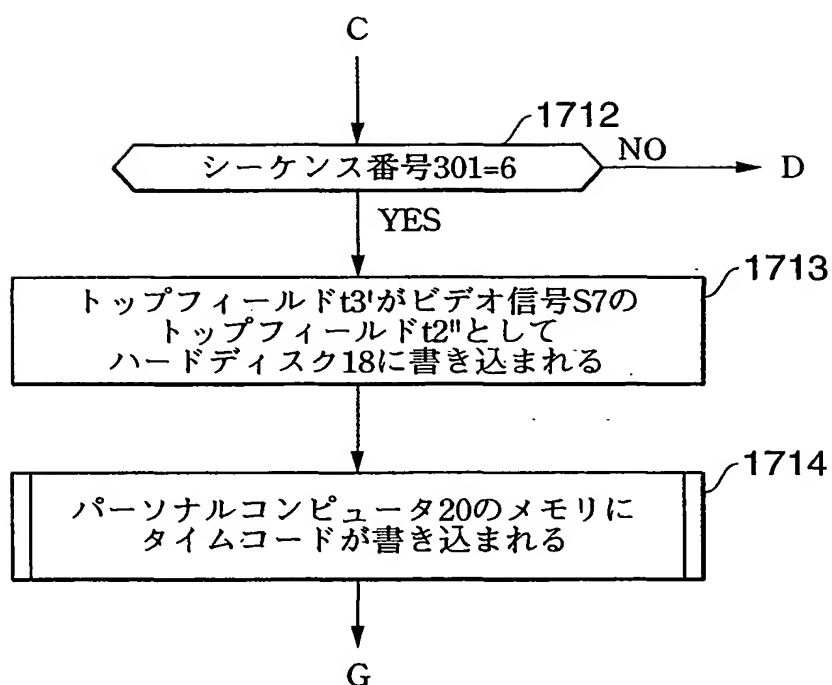 C
1712
シーケンス番号301=6
NO
D
YES
1713
トップフィールドt3'がビデオ信号S7の
トップフィールドt2"として
ハードディスク18に書き込まれる
1714
パーソナルコンピュータ20のメモリに
タイムコードが書き込まれる
G